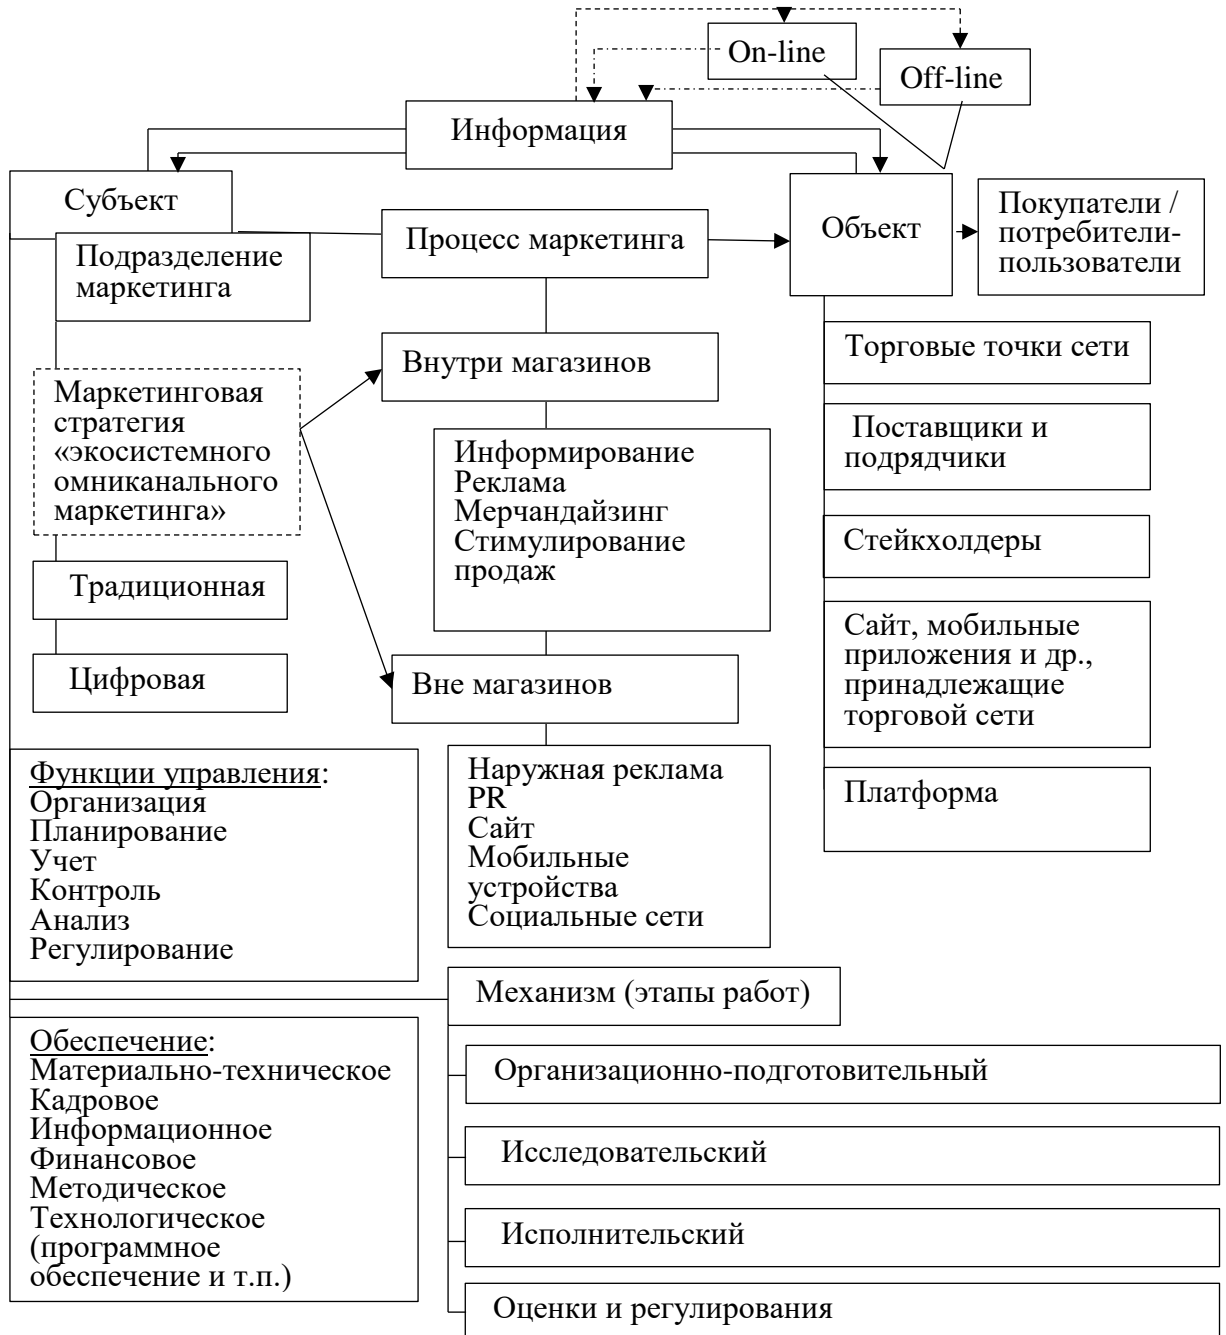 On-line
Off-line
Информация
Субъект
Подразделение
маркетинга
Процесс маркетинга
Объект
Покупатели /
потребители-
пользователи
Маркетинговая
стратегия
«экосистемного
омниканального
маркетинга»
Традиционная
Цифровая
Внутри магазинов
Информирование
Реклама
Мерчандайзинг
Стимулирование
продаж
Вне магазинов
Наружная реклама
PR
Сайт
Мобильные
устройства
Социальные сети
Торговые точки сети
Поставщики и
подрядчики
Стейкхолдеры
Сайт, мобильные
приложения и др.,
принадлежащие
торговой сети
Платформа
Функции управления:
Организация
Планирование
Учет
Контроль
Анализ
Регулирование
Обеспечение:
Материально-техническое
Кадровое
Информационное
Финансовое
Методическое
Технологическое
(программное
обеспечение и т.п.)
Механизм (этапы работ)
Организационно-подготовительный
Исследовательский
Исполнительский
Оценки и регулирования